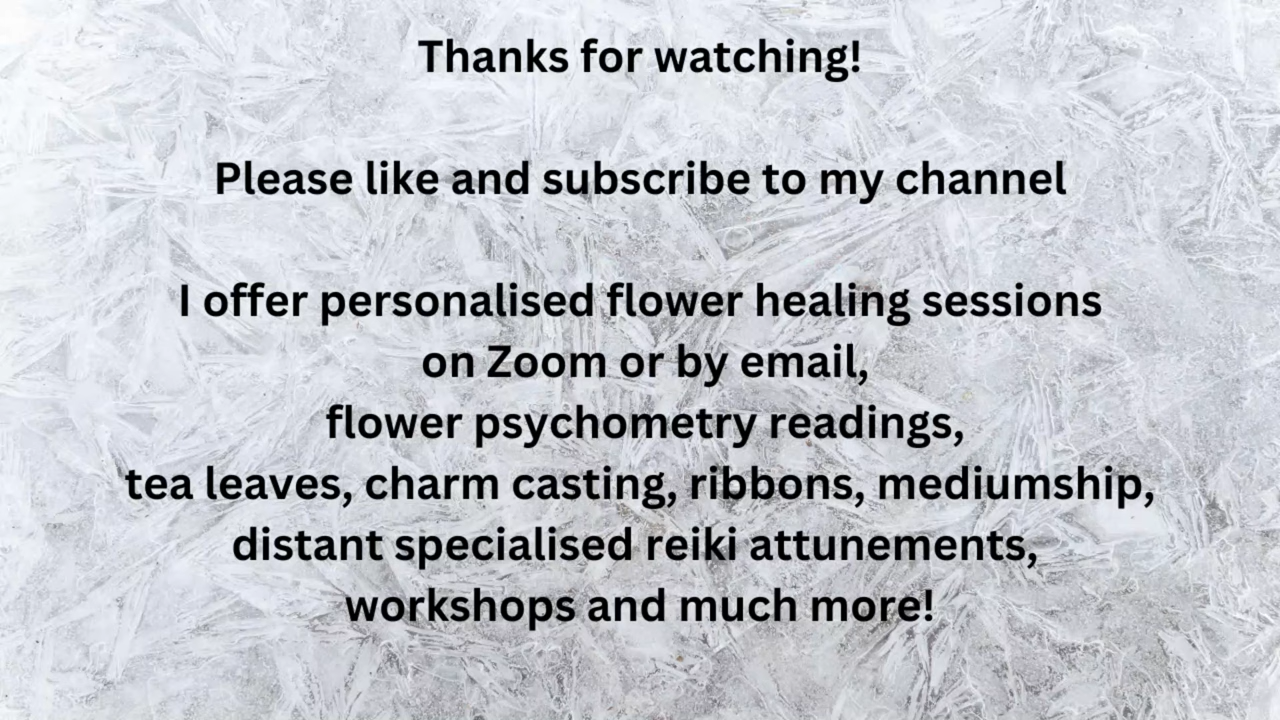 Thanks for watching!
Please like and subscribe to my channel
I offer personalised flower healing sessions
on Zoom or by email,
flower psychometry readings,
tea leaves, charm casting, ribbons, mediumship,
distant specialised reiki attunements,
workshops and much more!